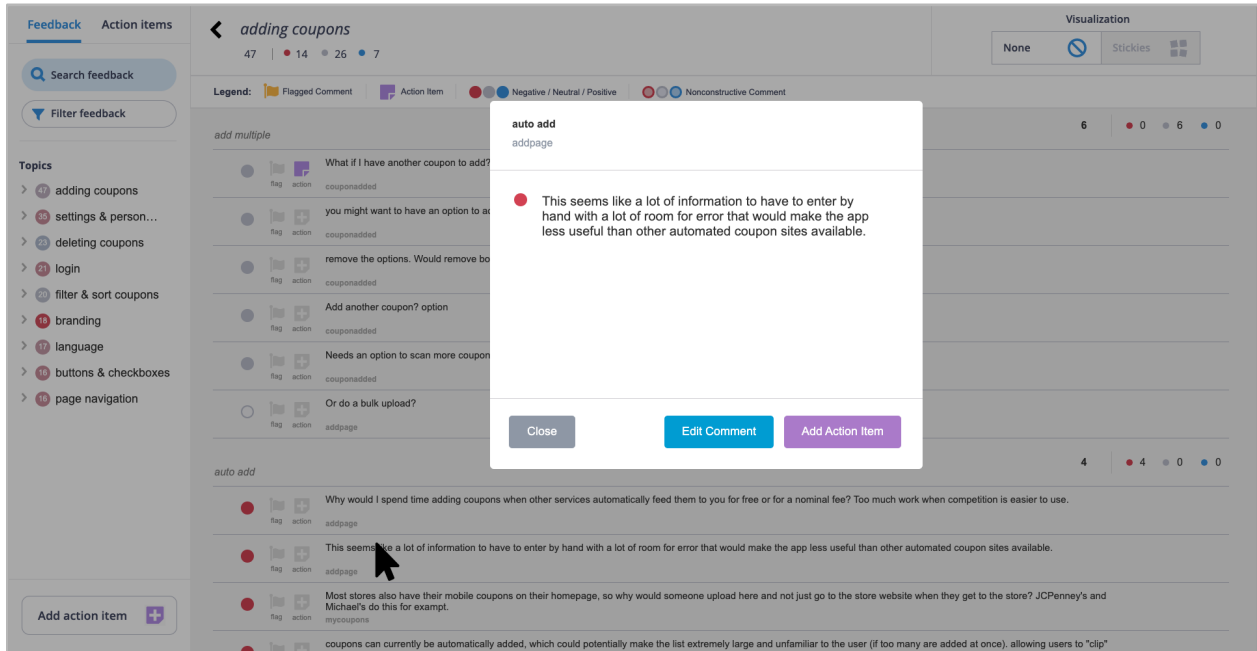 Feedback Action items
Search feedback
Filter feedback
Topics
47 adding coupons
35 settings & person...
23 deleting coupons
21 login
20 filter & sort coupons
18 branding
17 language
16 buttons & checkboxes
16 page navigation
Add action item
adding coupons
47 14 26 7
Visualization
None Stickies
Legend: Flagged Comment Action Item Negative / Neutral / Positive Nonconstructive Comment
add multiple 6 0 6 0
What if I have another coupon to add?
flag action couponadded
you might want to have an option to
flag action couponadded
remove the options. Would remove
flag action couponadded
Add another coupon? option
flag action couponadded
Needs an option to scan more
flag action couponadded
Or do a bulk upload?
flag action addpage
auto add
addpage
This seems like a lot of information to have to enter by
hand with a lot of room for error that would make the app
less useful than other automated coupon sites available.
Close Edit Comment Add Action Item
auto add 4 4 0 0
Why would I spend time adding coupons when other services automatically feed them to you for free or for a nominal fee? Too much work when competition is easier to use.
flag action addpage
This seems like a lot of information to have to enter by hand with a lot of room for error that would make the app less useful than other automated coupon sites available.
flag action addpage
Most stores also have their mobile coupons on their homepage, so why would someone upload here and not just go to the store website when they get to the store? JCPenney's and
Michael's do this for exampt.
flag action mycoupons
coupons can currently be automatically added, which could potentially make the list extremely large and unfamiliar to the user (if too many are added at once). allowing users to "clip"